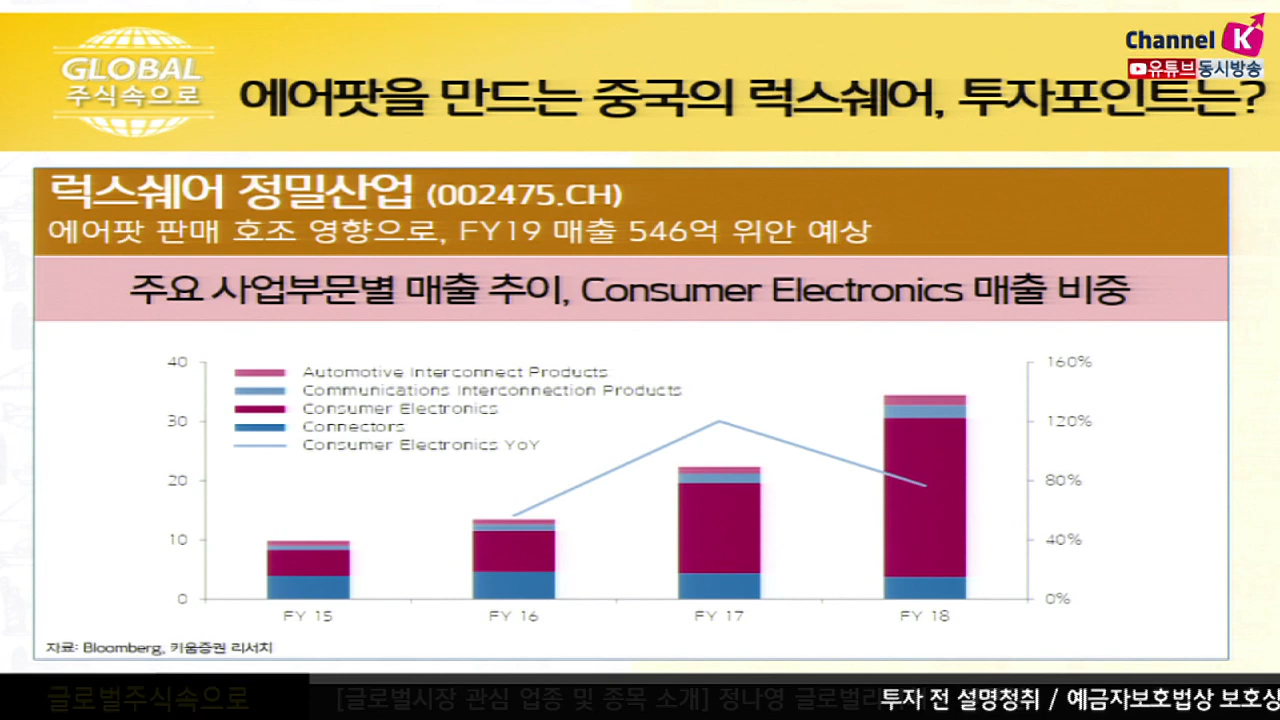 GLOBAL
주식속으로
에어팟을 만드는 중국의 럭스쉐어, 투자포인트는?
Channel K
유튜브동시방송
럭스쉐어 정밀산업 (002475.CH)
에어팟 판매 호조 영향으로, FY19 매출 546억 위안 예상
주요 사업부문별 매출 추이, Consumer Electronics 매출 비중
40
30
20
10
0
Automotive Interconnect Products
Communications Interconnection Products
Consumer Electronics
Connectors
Consumer Electronics YoY
160%
120%
80%
40%
0%
FY 15
FY 16
FY 17
FY 18
자료: Bloomberg, 키움증권 리서치
글로벌주식속으로
[글로벌시장 관심 업종 및 종목 소개] 정나영 글로벌리
투자 전 설명청취 / 예금자보호법상 보호상